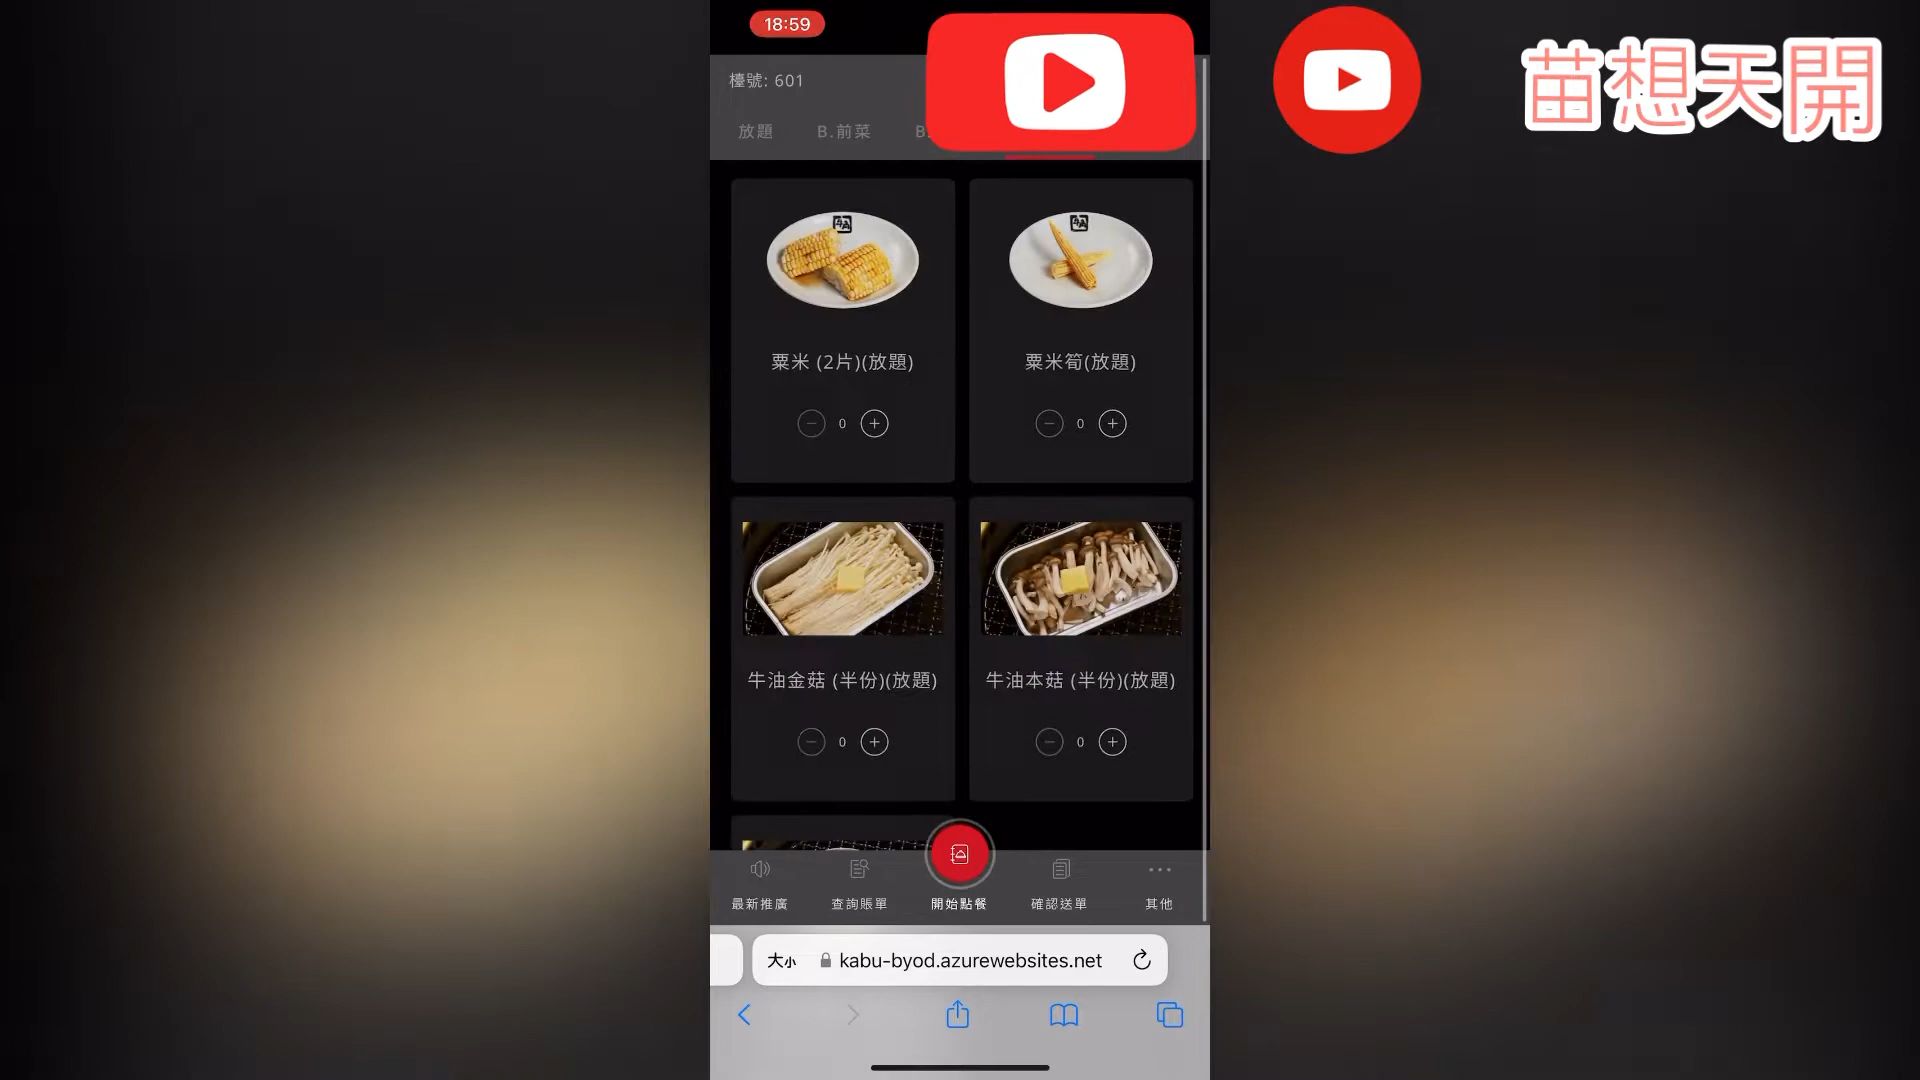 18:59
苗想天開
檯號: 601
放題
B.前菜
B.
粟米 (2片)(放題)
粟米筍(放題)
0
0
牛油金菇 (半份)(放題)
牛油本菇 (半份)(放題)
0
0
最新推廣
查詢賬單
開始點餐
確認送單
其他
大小
kabu-byod.azurewebsites.net